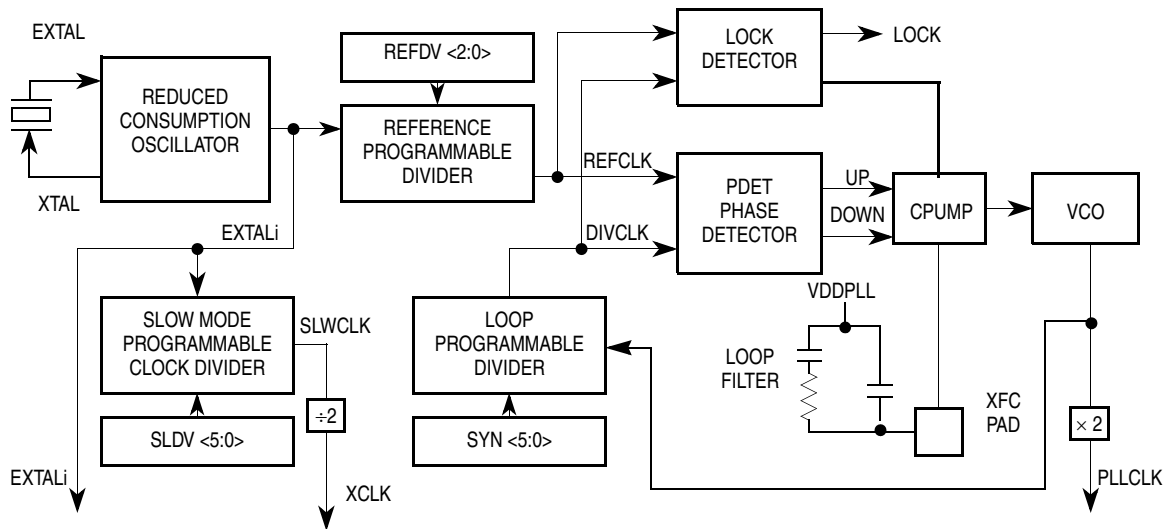 EXTAL
XTAL
REDUCED
CONSUMPTION
OSCILLATOR
REFDV <2:0>
REFERENCE
PROGRAMMABLE
DIVIDER
LOCK
DETECTOR
LOCK
REFCLK
DIVCLK
PDET
PHASE
DETECTOR
UP
DOWN
CPUMP
VCO
EXTALi
SLOW MODE
PROGRAMMABLE
CLOCK DIVIDER
SLWCLK
÷2
SLDV <5:0>
EXTALi
XCLK
LOOP
PROGRAMMABLE
DIVIDER
SYN <5:0>
VDDPLL
LOOP
FILTER
XFC
PAD
× 2
PLLCLK